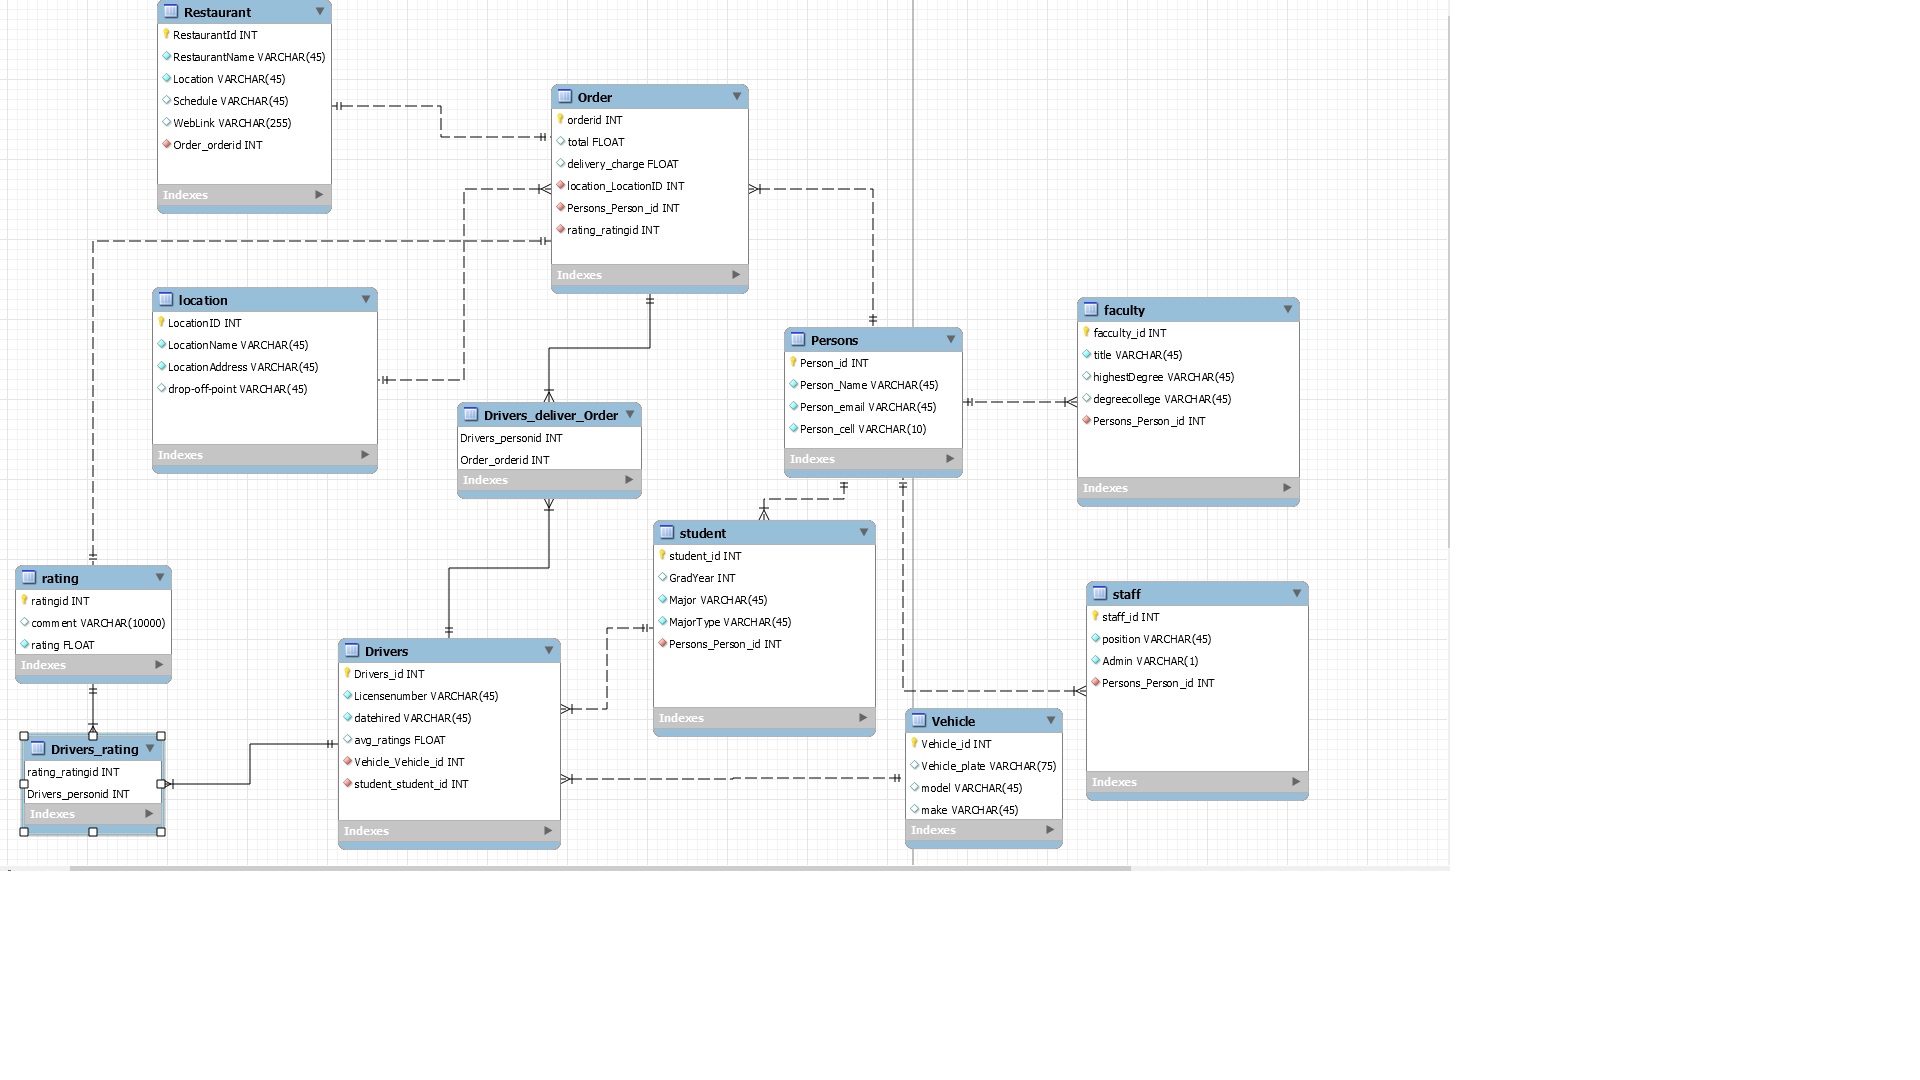 Restaurant
RestaurantId INT
RestaurantName VARCHAR(45)
Location VARCHAR(45)
Schedule VARCHAR(45)
WebLink VARCHAR(255)
Order_orderid INT
Indexes
Order
orderid INT
total FLOAT
delivery_charge FLOAT
location_LocationID INT
Persons_Person_id INT
rating_ratingid INT
Indexes
location
LocationID INT
LocationName VARCHAR(45)
LocationAddress VARCHAR(45)
drop-off-point VARCHAR(45)
Indexes
Persons
Person_id INT
Person_Name VARCHAR(45)
Person_email VARCHAR(45)
Person_cell VARCHAR(10)
Indexes
faculty
facculty_id INT
title VARCHAR(45)
highestDegree VARCHAR(45)
degreecollege VARCHAR(45)
Persons_Person_id INT
Indexes
Drivers_deliver_Order
Drivers_personid INT
Order_orderid INT
Indexes
student
student_id INT
GradYear INT
Major VARCHAR(45)
MajorType VARCHAR(45)
Persons_Person_id INT
Indexes
rating
ratingid INT
comment VARCHAR(10000)
rating FLOAT
Indexes
staff
staff_id INT
position VARCHAR(45)
Admin VARCHAR(1)
Persons_Person_id INT
Indexes
Drivers
Drivers_id INT
Licensenumber VARCHAR(45)
datehired VARCHAR(45)
avg_ratings FLOAT
Vehicle_Vehicle_id INT
student_student_id INT
Indexes
Vehicle
Vehicle_id INT
Vehicle_plate VARCHAR(75)
model VARCHAR(45)
make VARCHAR(45)
Indexes
Drivers_rating
rating_ratingid INT
Drivers_personid INT
Indexes